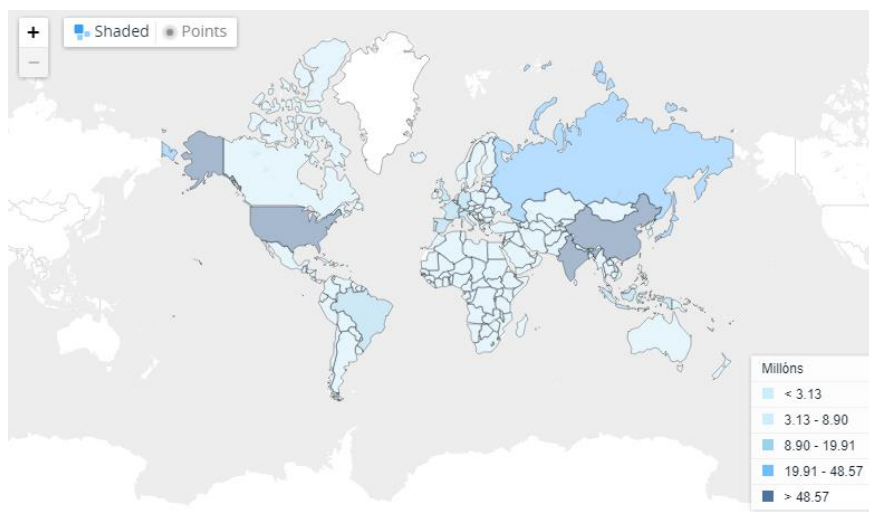 +
Shaded
Points
−
Millóns
< 3.13
3.13 - 8.90
8.90 - 19.91
19.91 - 48.57
> 48.57